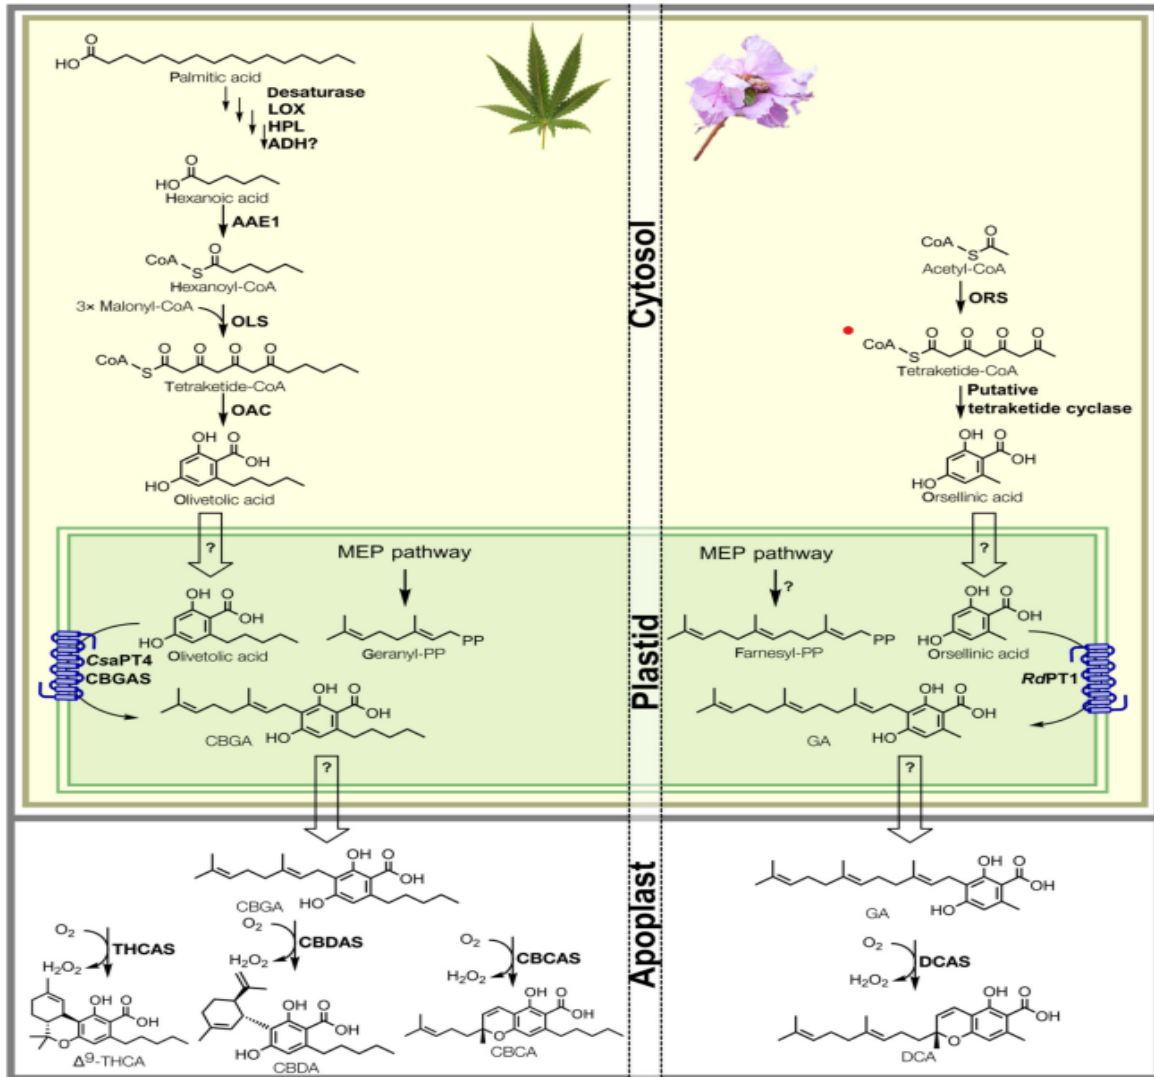 O
HO
Palmitic acid
Desaturase
LOX
HPL
ADH?
O
HO
Hexanoic acid
AAE1
O
CoA
S
Hexanoyl-CoA
3× Malonyl-CoA
OLS
O O O O
CoA
S
Tetraketide-CoA
OAC
OH O
OH
HO
Olivetolic acid
?
Cytosol
O
CoA
S
Acetyl-CoA
ORS
O O O O
CoA
S
Tetraketide-CoA
Putative
tetraketide cyclase
OH O
OH
HO
Orsellinic acid
?
MEP pathway
OH O
OH
HO
Olivetolic acid
PP
Geranyl-PP
CsaPT4
CBGAS
OH O
OH
HO
CBGA
?
Plastid
MEP pathway
?
PP
Farnesyl-PP
OH O
OH
HO
Orsellinic acid
RdPT1
OH O
OH
HO
GA
?
Apoplast
OH O
OH
HO
CBGA
O2
THCAS
H2O2
O2
CBDAS
H2O2
O2
CBCAS
H2O2
OH O
OH
O
Δ9-THCA
OH O
OH
HO
CBDA
OH O
OH
O
CBCA
OH O
OH
HO
GA
O2
DCAS
H2O2
OH O
OH
O
DCA